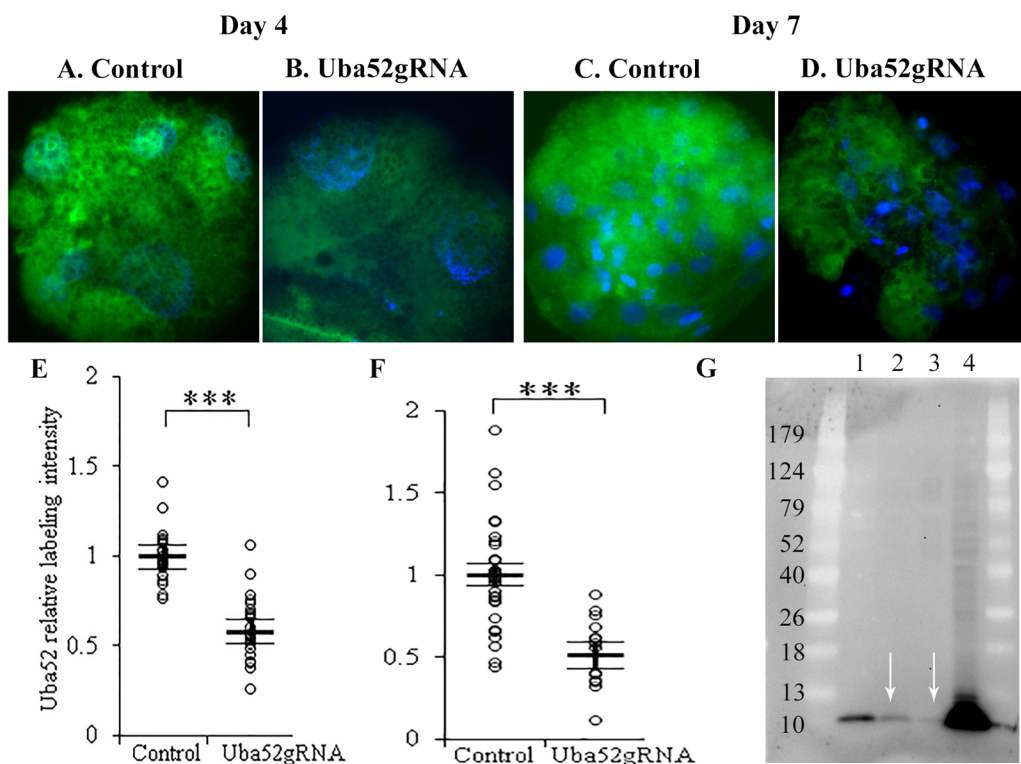 Day 4
Day 7
A. Control
B. Uba52gRNA
C. Control
D. Uba52gRNA
E
Uba52 relative labeling intensity
2
1.5
1
0.5
0
***
Control
Uba52gRNA
F
2
1.5
1
0.5
0
***
Control
Uba52gRNA
G
1 2 3 4
179
124
79
52
40
26
18
13
10